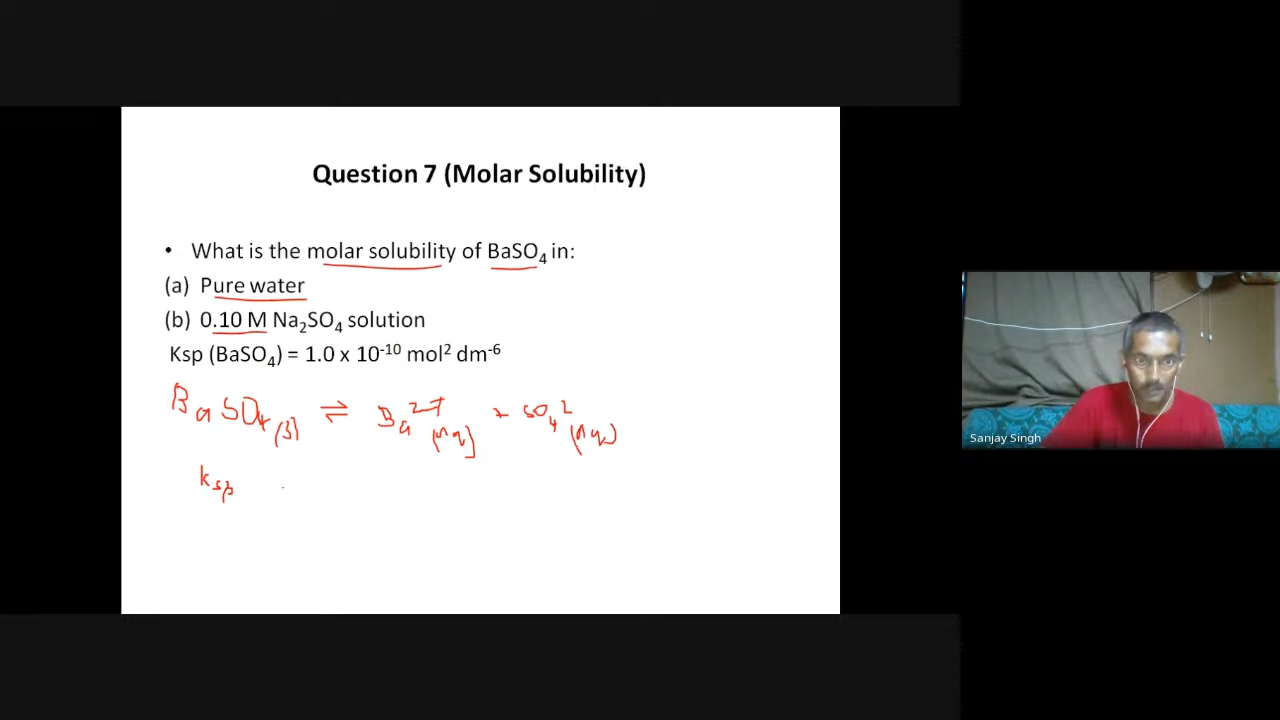 Question 7 (Molar Solubility)
• What is the molar solubility of BaSO₄ in:
(a) Pure water
(b) 0.10 M Na₂SO₄ solution
Ksp (BaSO₄) = 1.0 x 10⁻¹⁰ mol² dm⁻⁶
BaSO₄(s) ⇌ Ba²⁺(aq) + SO₄²(aq)
ksp
Sanjay Singh